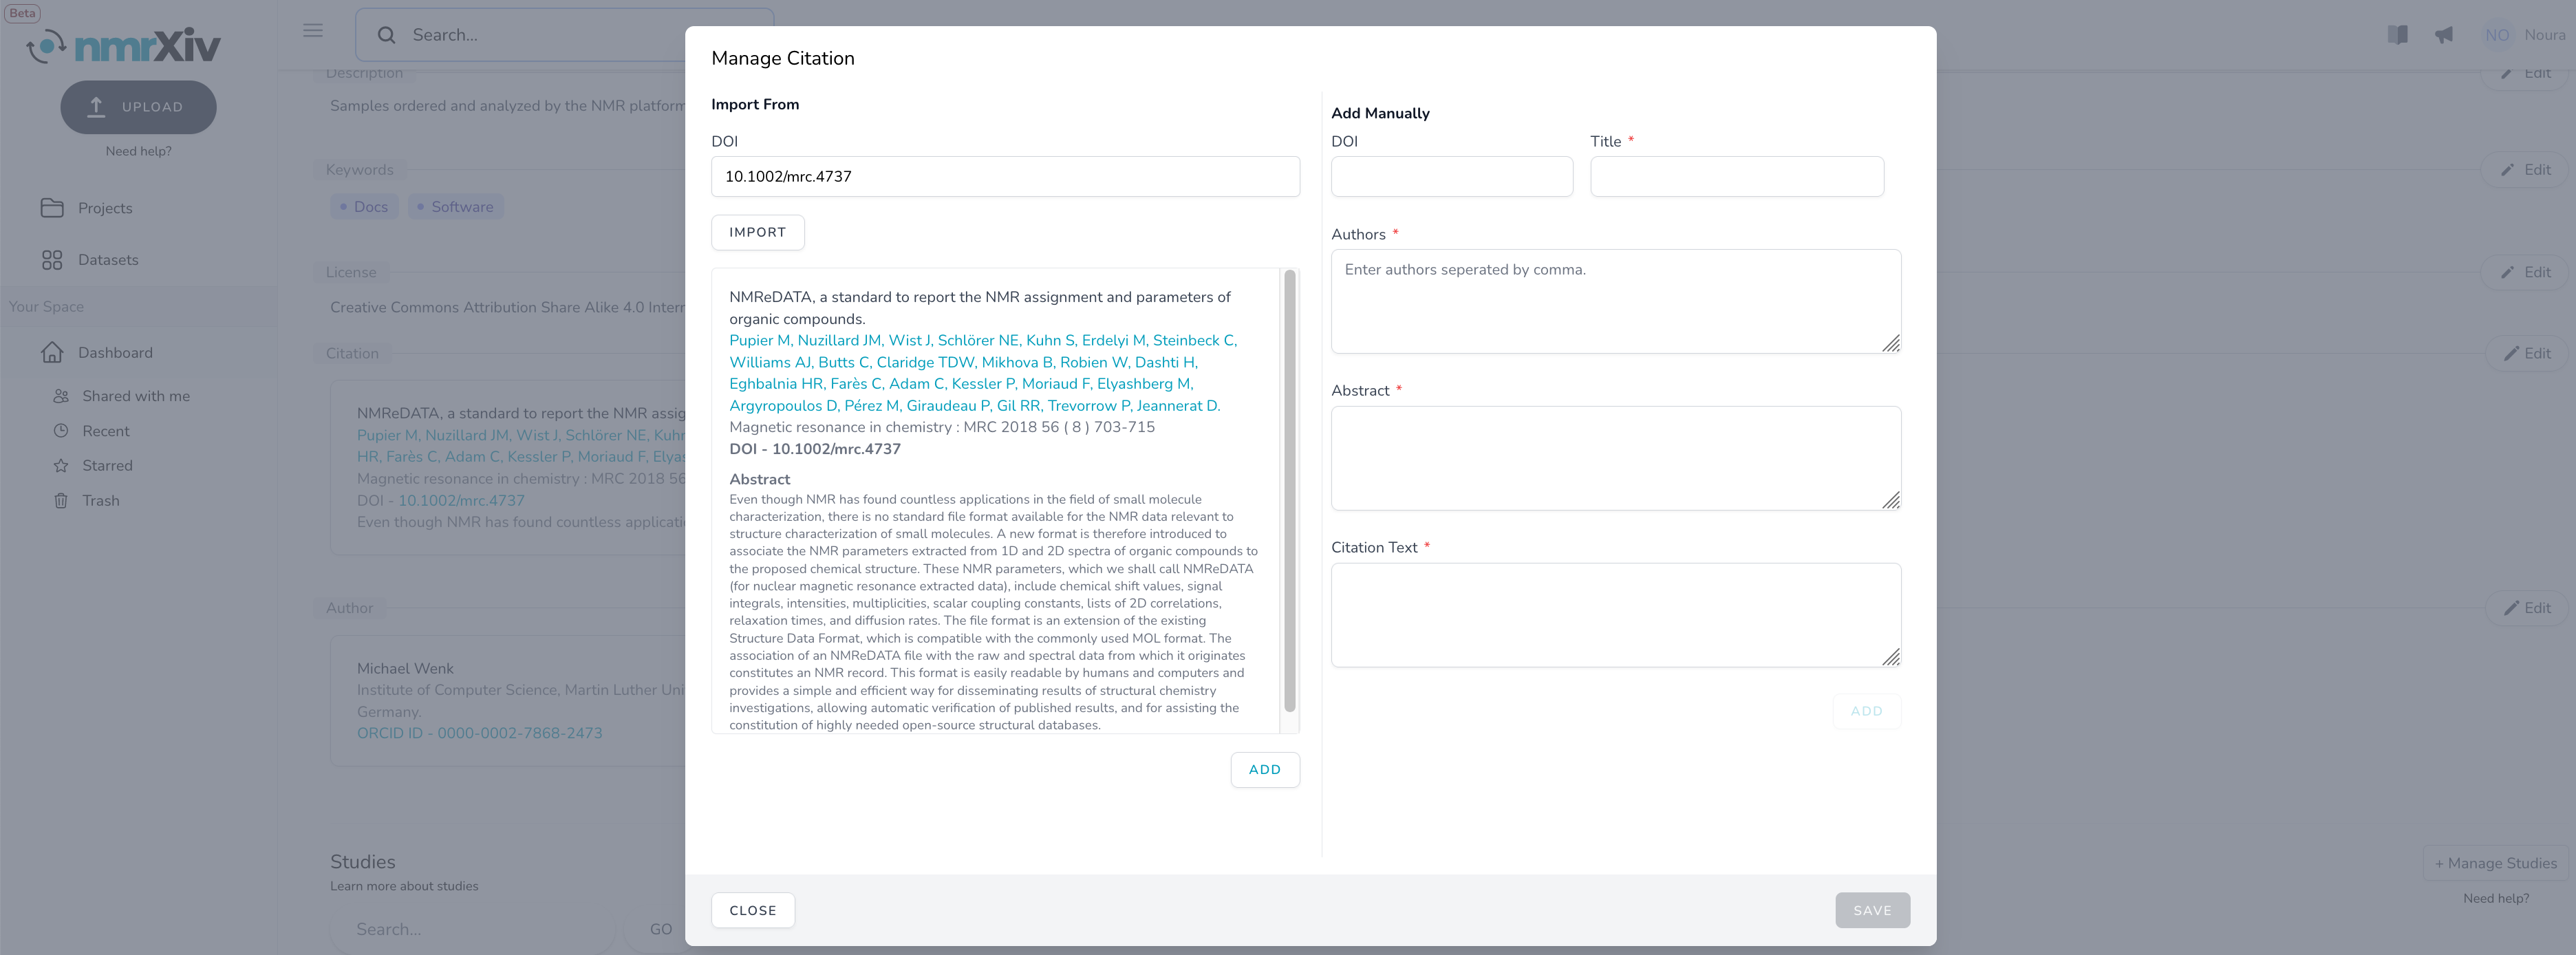 Beta
nmrXiv
UPLOAD
Need help?
Projects
Datasets
Your Space
Dashboard
Shared with me
Recent
Starred
Trash
Search...
NO Noura
Description
Edit
Samples ordered and analyzed by the NMR platform
Keywords
Edit
Docs
Software
License
Edit
Creative Commons Attribution Share Alike 4.0 Intern
Citation
Edit
NMReDATA, a standard to report the NMR assig
Pupier M, Nuzillard JM, Wist J, Schlörer NE, Kuhn
HR, Farès C, Adam C, Kessler P, Moriaud F, Elyas
Magnetic resonance in chemistry : MRC 2018 56
DOI - 10.1002/mrc.4737
Even though NMR has found countless applicati
Author
Edit
Michael Wenk
Institute of Computer Science, Martin Luther Uni
Germany.
ORCID ID - 0000-0002-7868-2473
Studies
Learn more about studies
+ Manage Studies
Need help?
Search...
GO
Manage Citation
Import From
DOI
10.1002/mrc.4737
IMPORT
NMReDATA, a standard to report the NMR assignment and parameters of
organic compounds.
Pupier M, Nuzillard JM, Wist J, Schlörer NE, Kuhn S, Erdelyi M, Steinbeck C,
Williams AJ, Butts C, Claridge TDW, Mikhova B, Robien W, Dashti H,
Eghbalnia HR, Farès C, Adam C, Kessler P, Moriaud F, Elyashberg M,
Argyropoulos D, Pérez M, Giraudeau P, Gil RR, Trevorrow P, Jeannerat D.
Magnetic resonance in chemistry : MRC 2018 56 ( 8 ) 703-715
DOI - 10.1002/mrc.4737
Abstract
Even though NMR has found countless applications in the field of small molecule
characterization, there is no standard file format available for the NMR data relevant to
structure characterization of small molecules. A new format is therefore introduced to
associate the NMR parameters extracted from 1D and 2D spectra of organic compounds to
the proposed chemical structure. These NMR parameters, which we shall call NMReDATA
(for nuclear magnetic resonance extracted data), include chemical shift values, signal
integrals, intensities, multiplicities, scalar coupling constants, lists of 2D correlations,
relaxation times, and diffusion rates. The file format is an extension of the existing
Structure Data Format, which is compatible with the commonly used MOL format. The
association of an NMReDATA file with the raw and spectral data from which it originates
constitutes an NMR record. This format is easily readable by humans and computers and
provides a simple and efficient way for disseminating results of structural chemistry
investigations, allowing automatic verification of published results, and for assisting the
constitution of highly needed open-source structural databases.
ADD
Add Manually
DOI
Title *
Authors *
Enter authors seperated by comma.
Abstract *
Citation Text *
ADD
CLOSE
SAVE